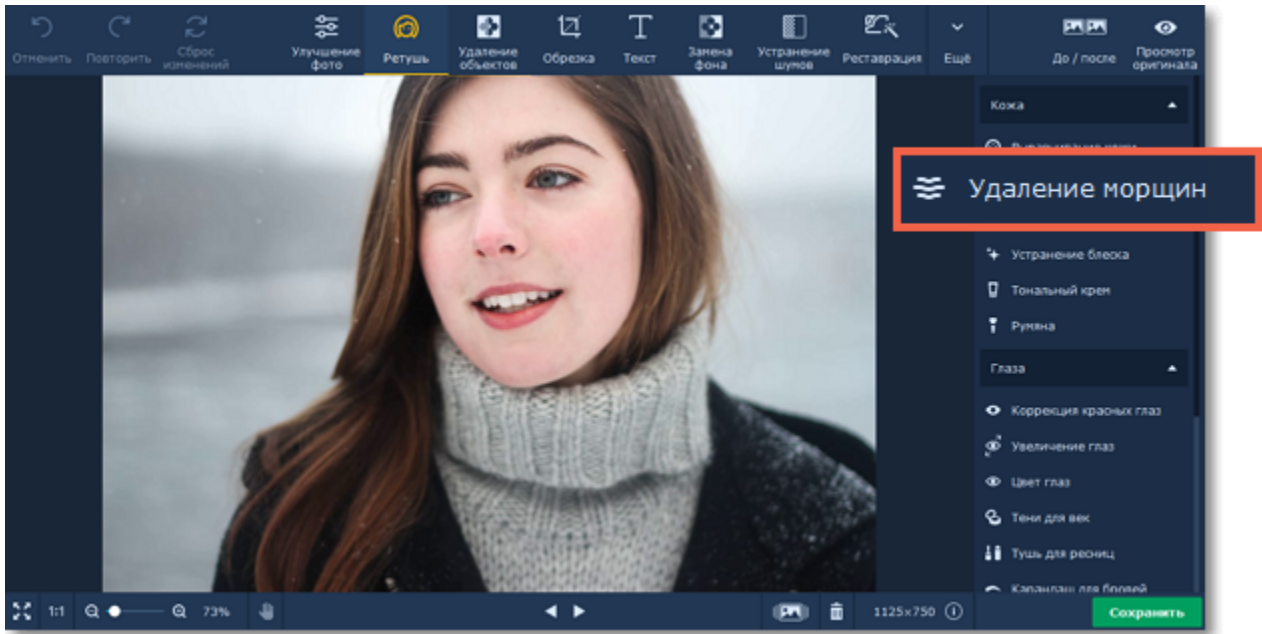 Отменить
Повторить
Сброс
изменений
Улучшение
фото
Ретушь
Удаление
объектов
Обрезка
Текст
Замена
фона
Устранение
шумов
Реставрация
Ещё
До / после
Просмотр
оригинала
Кожа
Удаление морщин
Устранение блеска
Тональный крем
Румяна
Глаза
Коррекция красных глаз
Увеличение глаз
Цвет глаз
Тени для век
Тушь для ресниц
Карандаш для бровей
1:1
73%
1125×750
Сохранить